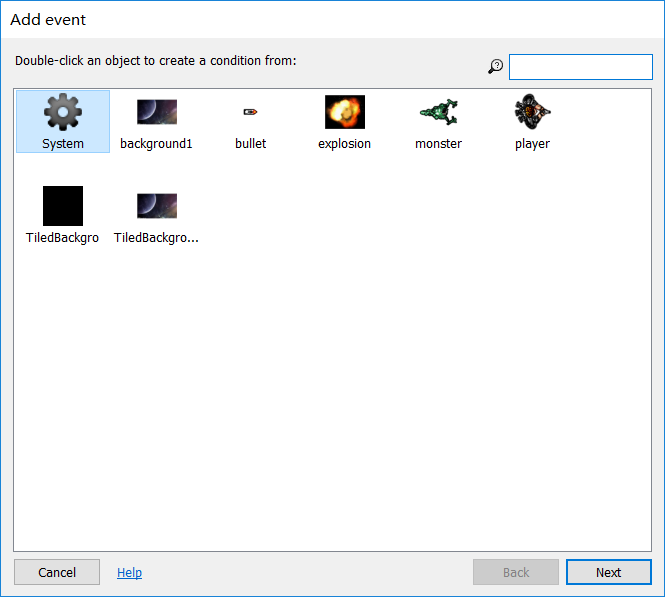 Add event
Double-click an object to create a condition from:
System background1 bullet explosion monster player
TiledBackgro TiledBackgro...
Cancel Help Back Next